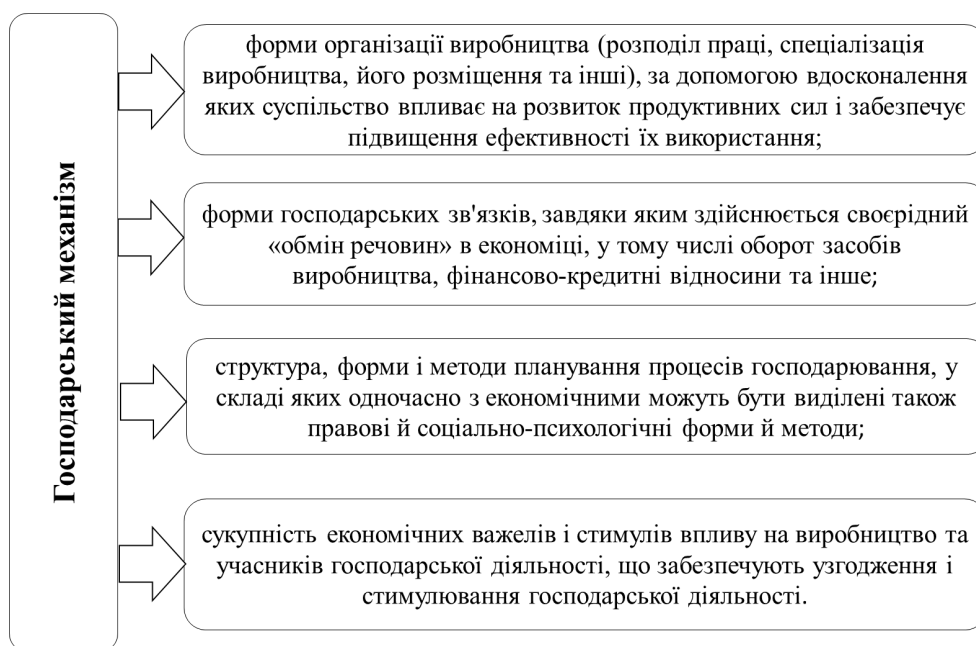 Господарський механізм
форми організації виробництва (розподіл праці, спеціалізація
виробництва, його розміщення та інші), за допомогою вдосконалення
яких суспільство впливає на розвиток продуктивних сил і забезпечує
підвищення ефективності їх використання;
форми господарських зв'язків, завдяки яким здійснюється своєрідний
«обмін речовин» в економіці, у тому числі оборот засобів
виробництва, фінансово-кредитні відносини та інше;
структура, форми і методи планування процесів господарювання, у
складі яких одночасно з економічними можуть бути виділені також
правові й соціально-психологічні форми й методи;
сукупність економічних важелів і стимулів впливу на виробництво та
учасників господарської діяльності, що забезпечують узгодження і
стимулювання господарської діяльності.